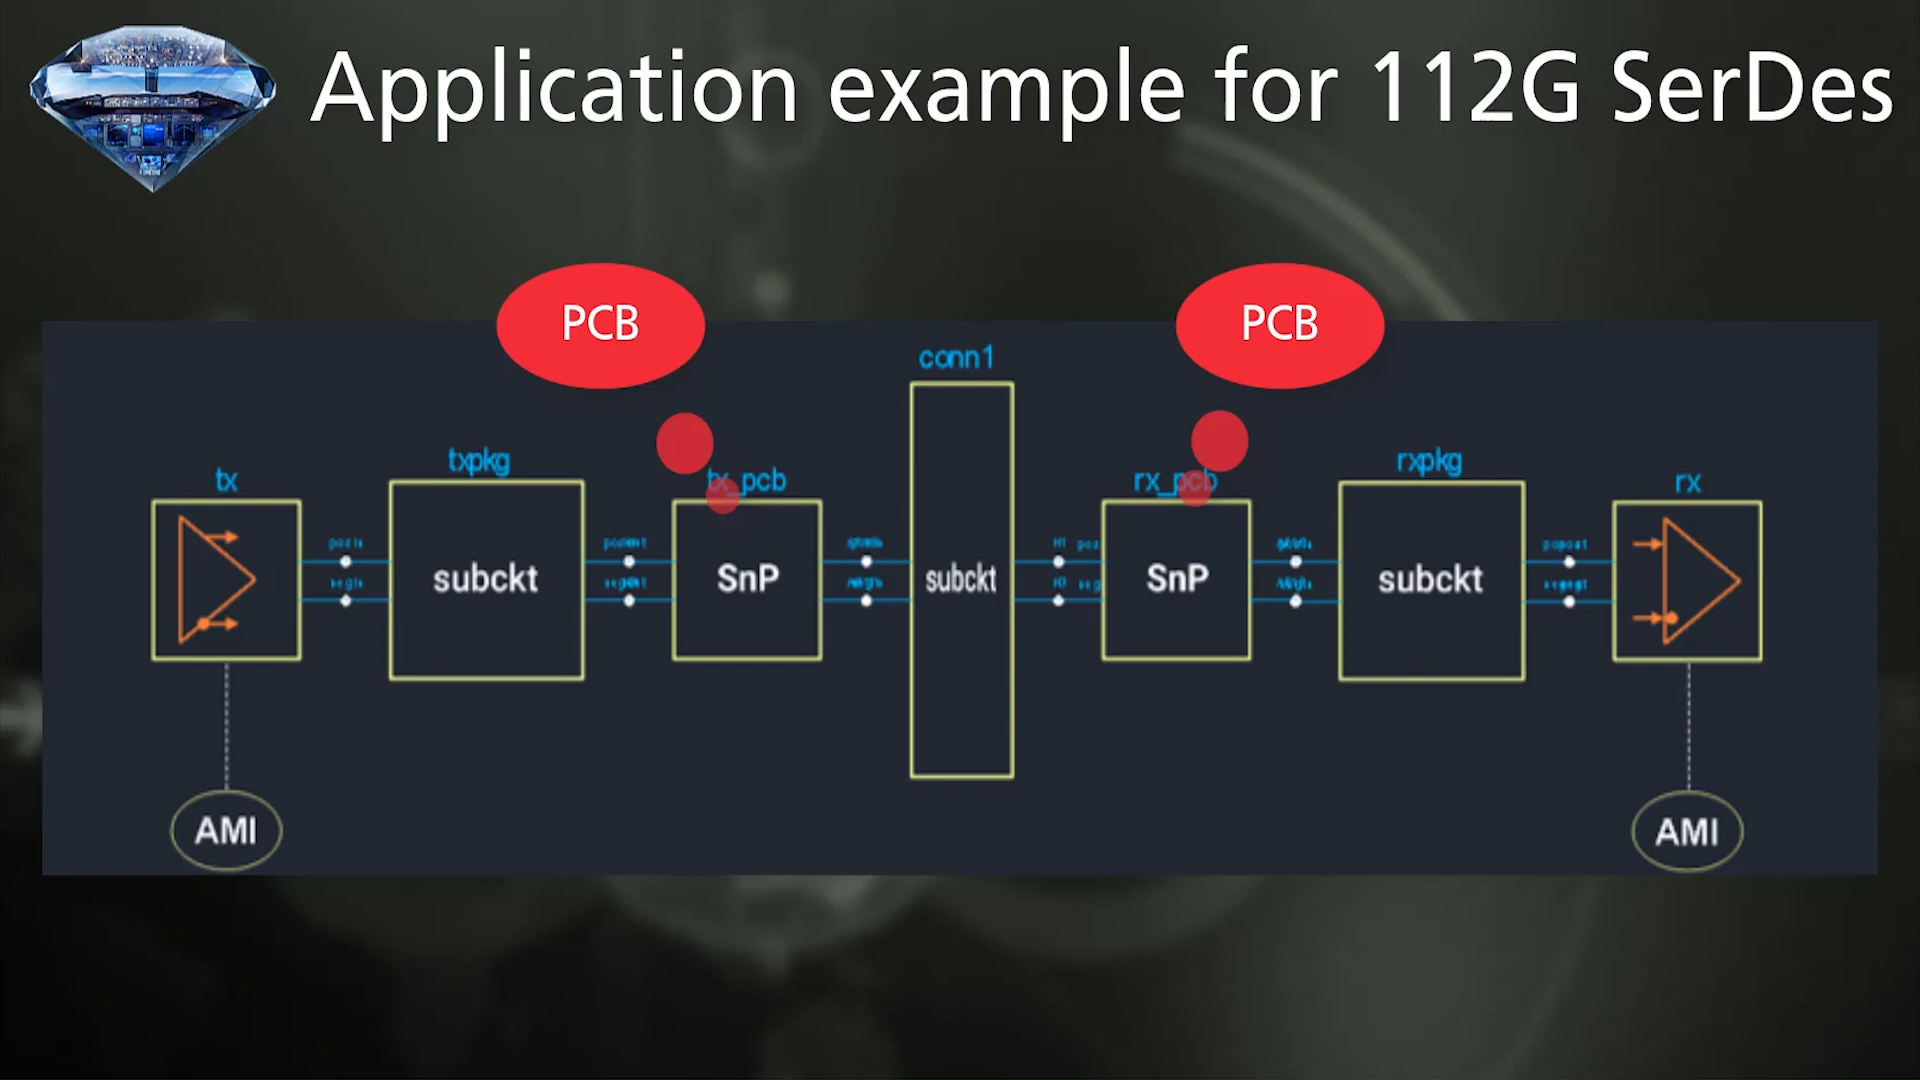 Application example for 112G SerDes
PCB
PCB
conn1
tx
txpkg
tx_pcb
rx_pcb
rxpkg
rx
subckt
SnP
subckt
SnP
subckt
AMI
AMI